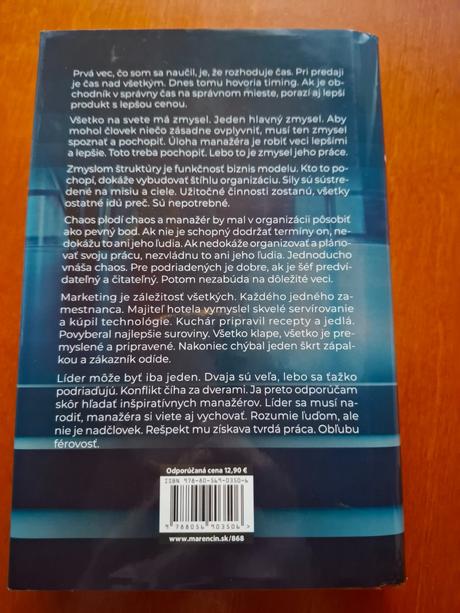 Prvá vec, čo som sa naučil, je, že rozhoduje čas. Pri predaji
je čas nad všetkým. Dnes tomu hovoria timing. Ak je ob-
chodník v správny čas na správnom mieste, porazí aj lepší
produkt s lepšou cenou.
Všetko na svete má zmysel. Jeden hlavný zmysel. Aby
mohol človek niečo zásadne ovplyvniť, musí ten zmysel
spoznať a pochopiť. Úloha manažéra je robiť veci lepšími
a lepšie. Toto treba pochopiť. Lebo to je zmysel jeho práce.
Zmyslom štruktúry je funkčnosť biznis modelu. Kto to po-
chopí, dokáže vybudovať štíhlu organizáciu. Sily sú sústre-
dené na misiu a ciele. Užitočné činnosti zostanú, všetky
ostatné idú preč. Sú nepotrebné.
Chaos plodí chaos a manažér by mal v organizácii pôsobiť
ako pevný bod. Ak nie je schopný dodržať termíny on, ne-
dokážu to ani jeho ľudia. Ak nedokáže organizovať a pláno-
vať svoju prácu, nezvládnu to ani jeho ľudia. Jednoducho
vnáša chaos. Pre podriadených je dobre, ak je šéf predví-
dateľný a čitateľný. Potom nezabúda na dôležité veci.
Marketing je záležitosť všetkých. Každého jedného za-
mestnanca. Majiteľ hotela vymyslel skvelé servírovanie
a kúpil technológie. Kuchár pripravil recepty a jedlá.
Povyberal najlepšie suroviny. Všetko klape, všetko je pre-
myslené a pripravené. Nakoniec chýbal jeden škrt zápal-
kou a zákazník odíde.
Líder môže byť iba jeden. Dvaja sú veľa, lebo sa ťažko
podriaďujú. Konflikt číha za dverami. Ja preto odporúčam
skôr hľadať inšpiratívnych manažérov. Líder sa musí na-
rodiť, manažéra si viete aj vychovať. Rozumie ľuďom, ale
nie je nadčlovek. Rešpekt mu získava tvrdá práca. Obľubu
férovosť.
Odporúčaná cena 12,90 €
ISBN 978-80-569-0350-6
9 788056 903506 >
www.marencin.sk/868